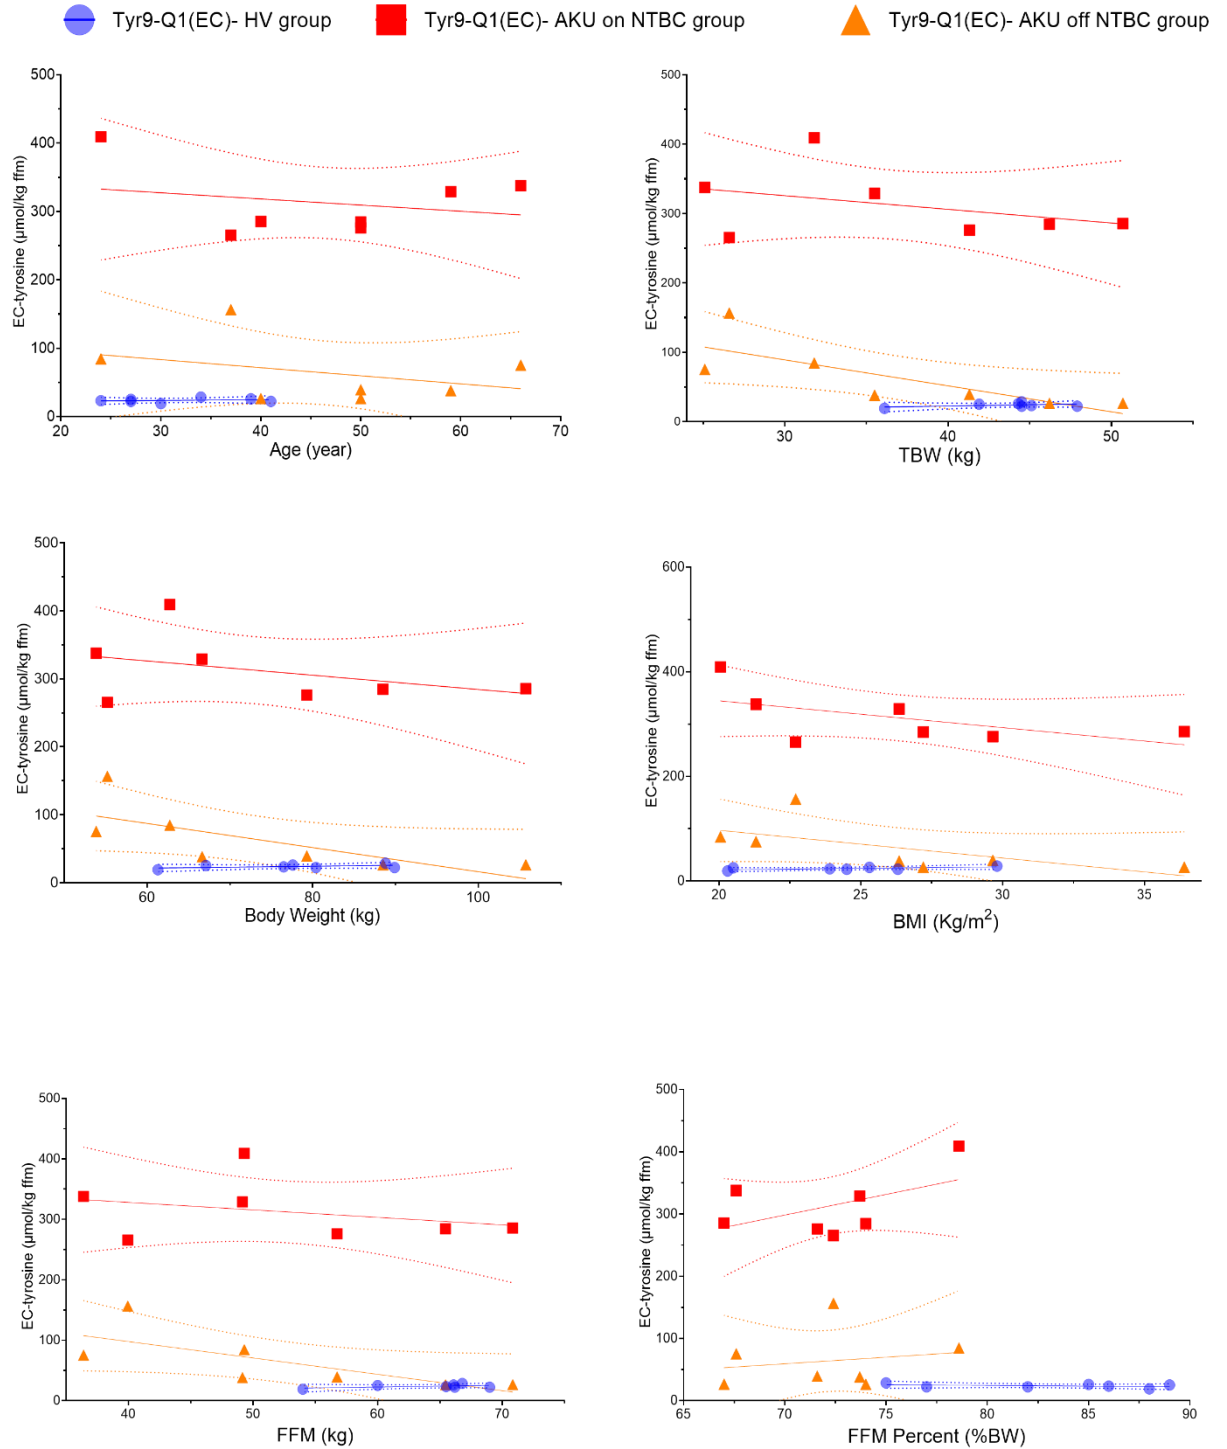 Tyr9-Q1(EC)- HV group Tyr9-Q1(EC)- AKU on NTBC group Tyr9-Q1(EC)- AKU off NTBC group
EC-tyrosine (µmol/kg ffm)
500
400
300
200
100
0
20 30 40 50 60 70
Age (year)
EC-tyrosine (µmol/kg ffm)
500
400
300
200
100
0
30 40 50
TBW (kg)
EC-tyrosine (µmol/kg ffm)
500
400
300
200
100
0
60 80 100
Body Weight (kg)
EC-tyrosine (µmol/kg ffm)
600
400
200
0
20 25 30 35
BMI (Kg/m²)
EC-tyrosine (µmol/kg ffm)
500
400
300
200
100
0
40 50 60 70
FFM (kg)
EC-tyrosine (µmol/kg ffm)
500
400
300
200
100
0
65 70 75 80 85 90
FFM Percent (%BW)